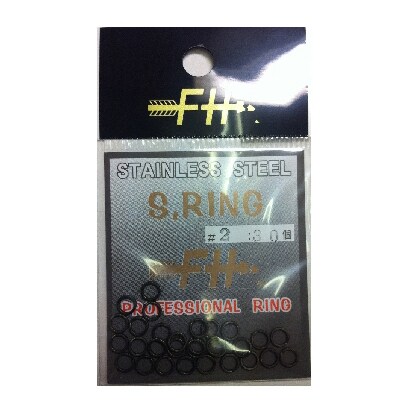 FH
STAINLESS STEEL
S.RING
#2 :30個
FH
PROFESSIONAL RING